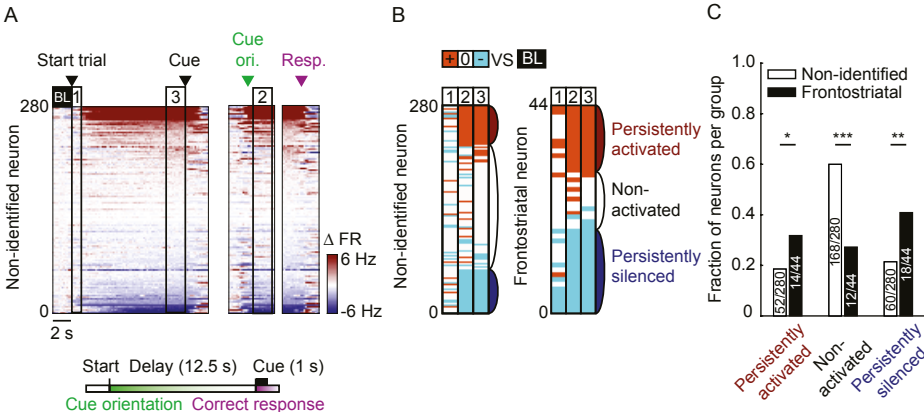 A
Start trial
Cue
Cue ori.
Resp.
280
BL
1
3
2
Non-identified neuron
0
2 s
Δ FR
6 Hz
-6 Hz
Start Delay (12.5 s) Cue (1 s)
Cue orientation Correct response
B
+ 0 - VS BL
280
1 2 3
Non-identified neuron
0
44
1 2 3
Frontostriatal neuron
0
Persistently activated
Non-activated
Persistently silenced
C
Non-identified
Frontostriatal
Fraction of neurons per group
1.0
0.8
0.6
0.4
0.2
0
* *** **
52/280
14/44
168/280
12/44
60/280
18/44
Persistently activated
Non-activated
Persistently silenced